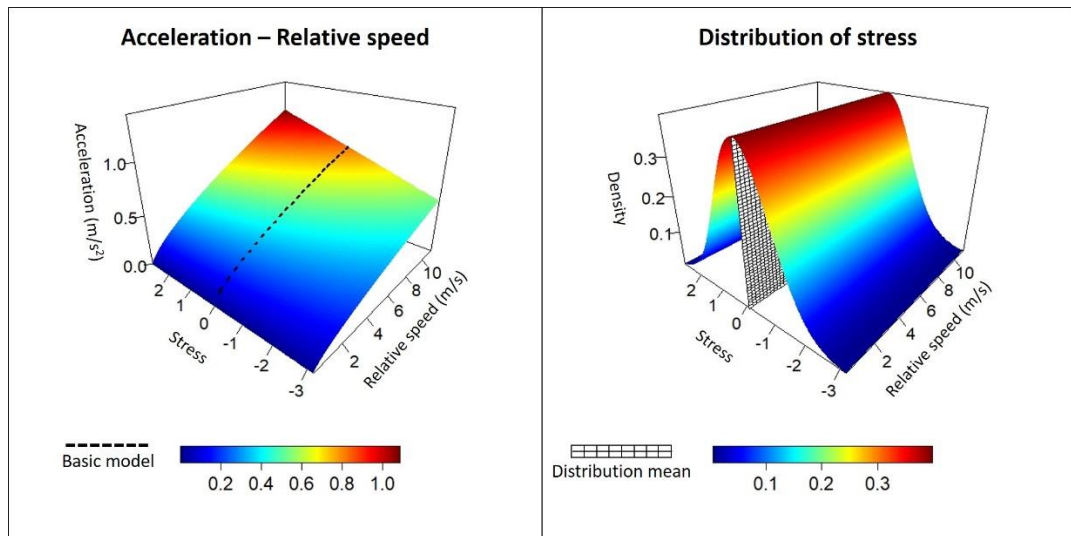 Acceleration – Relative speed
Acceleration (m/s²)
1.0
0.5
0.0
2
1
0
-1
-2
-3
Stress
2
4
6
8
10
Relative speed (m/s)
Basic model
0.2 0.4 0.6 0.8 1.0
Distribution of stress
Density
0.3
0.2
0.1
2
1
0
-1
-2
-3
Stress
2
4
6
8
10
Relative speed (m/s)
Distribution mean
0.1 0.2 0.3